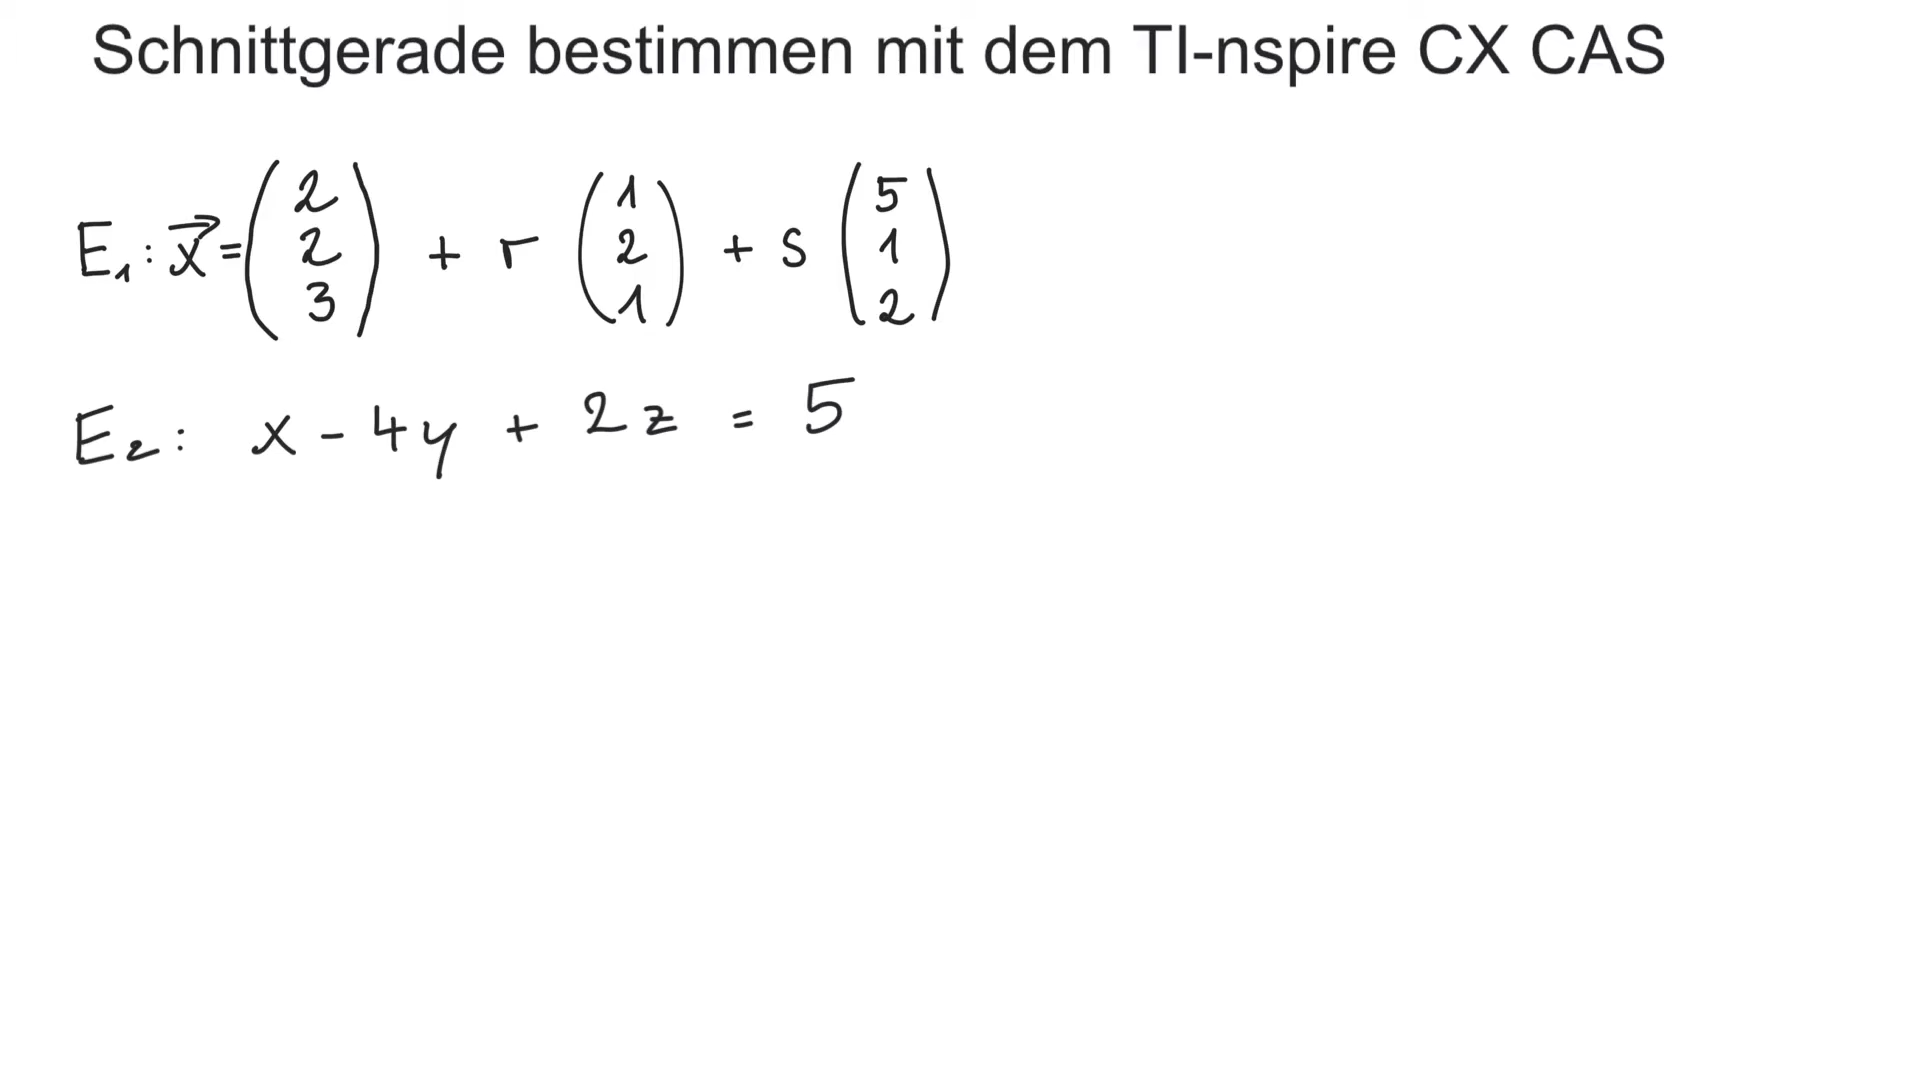 Schnittgerade bestimmen mit dem TI-nspire CX CAS
E₁: x⃗ = (2 2 3) + r (1 2 1) + s (5 1 2)
E₂: x - 4y + 2z = 5